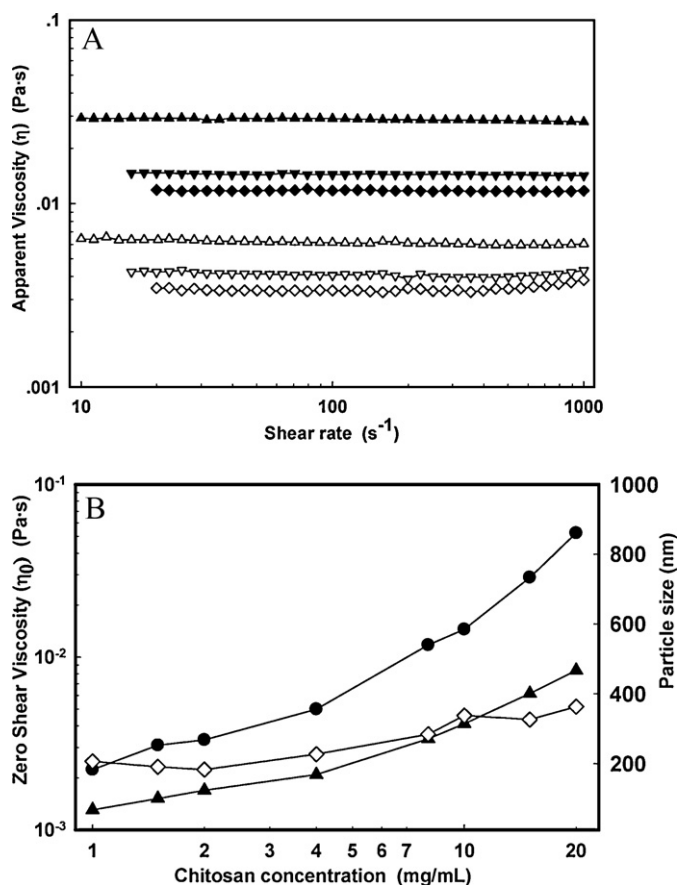 A
.1
.01
.001
Apparent Viscosity (η) (Pa·s)
10 100 1000
Shear rate (s-1)
B
10-1
10-2
10-3
Zero Shear Viscosity (η0) (Pa·s)
1000
800
600
400
200
Particle size (nm)
1 2 3 4 5 6 7 10 20
Chitosan concentration (mg/mL)